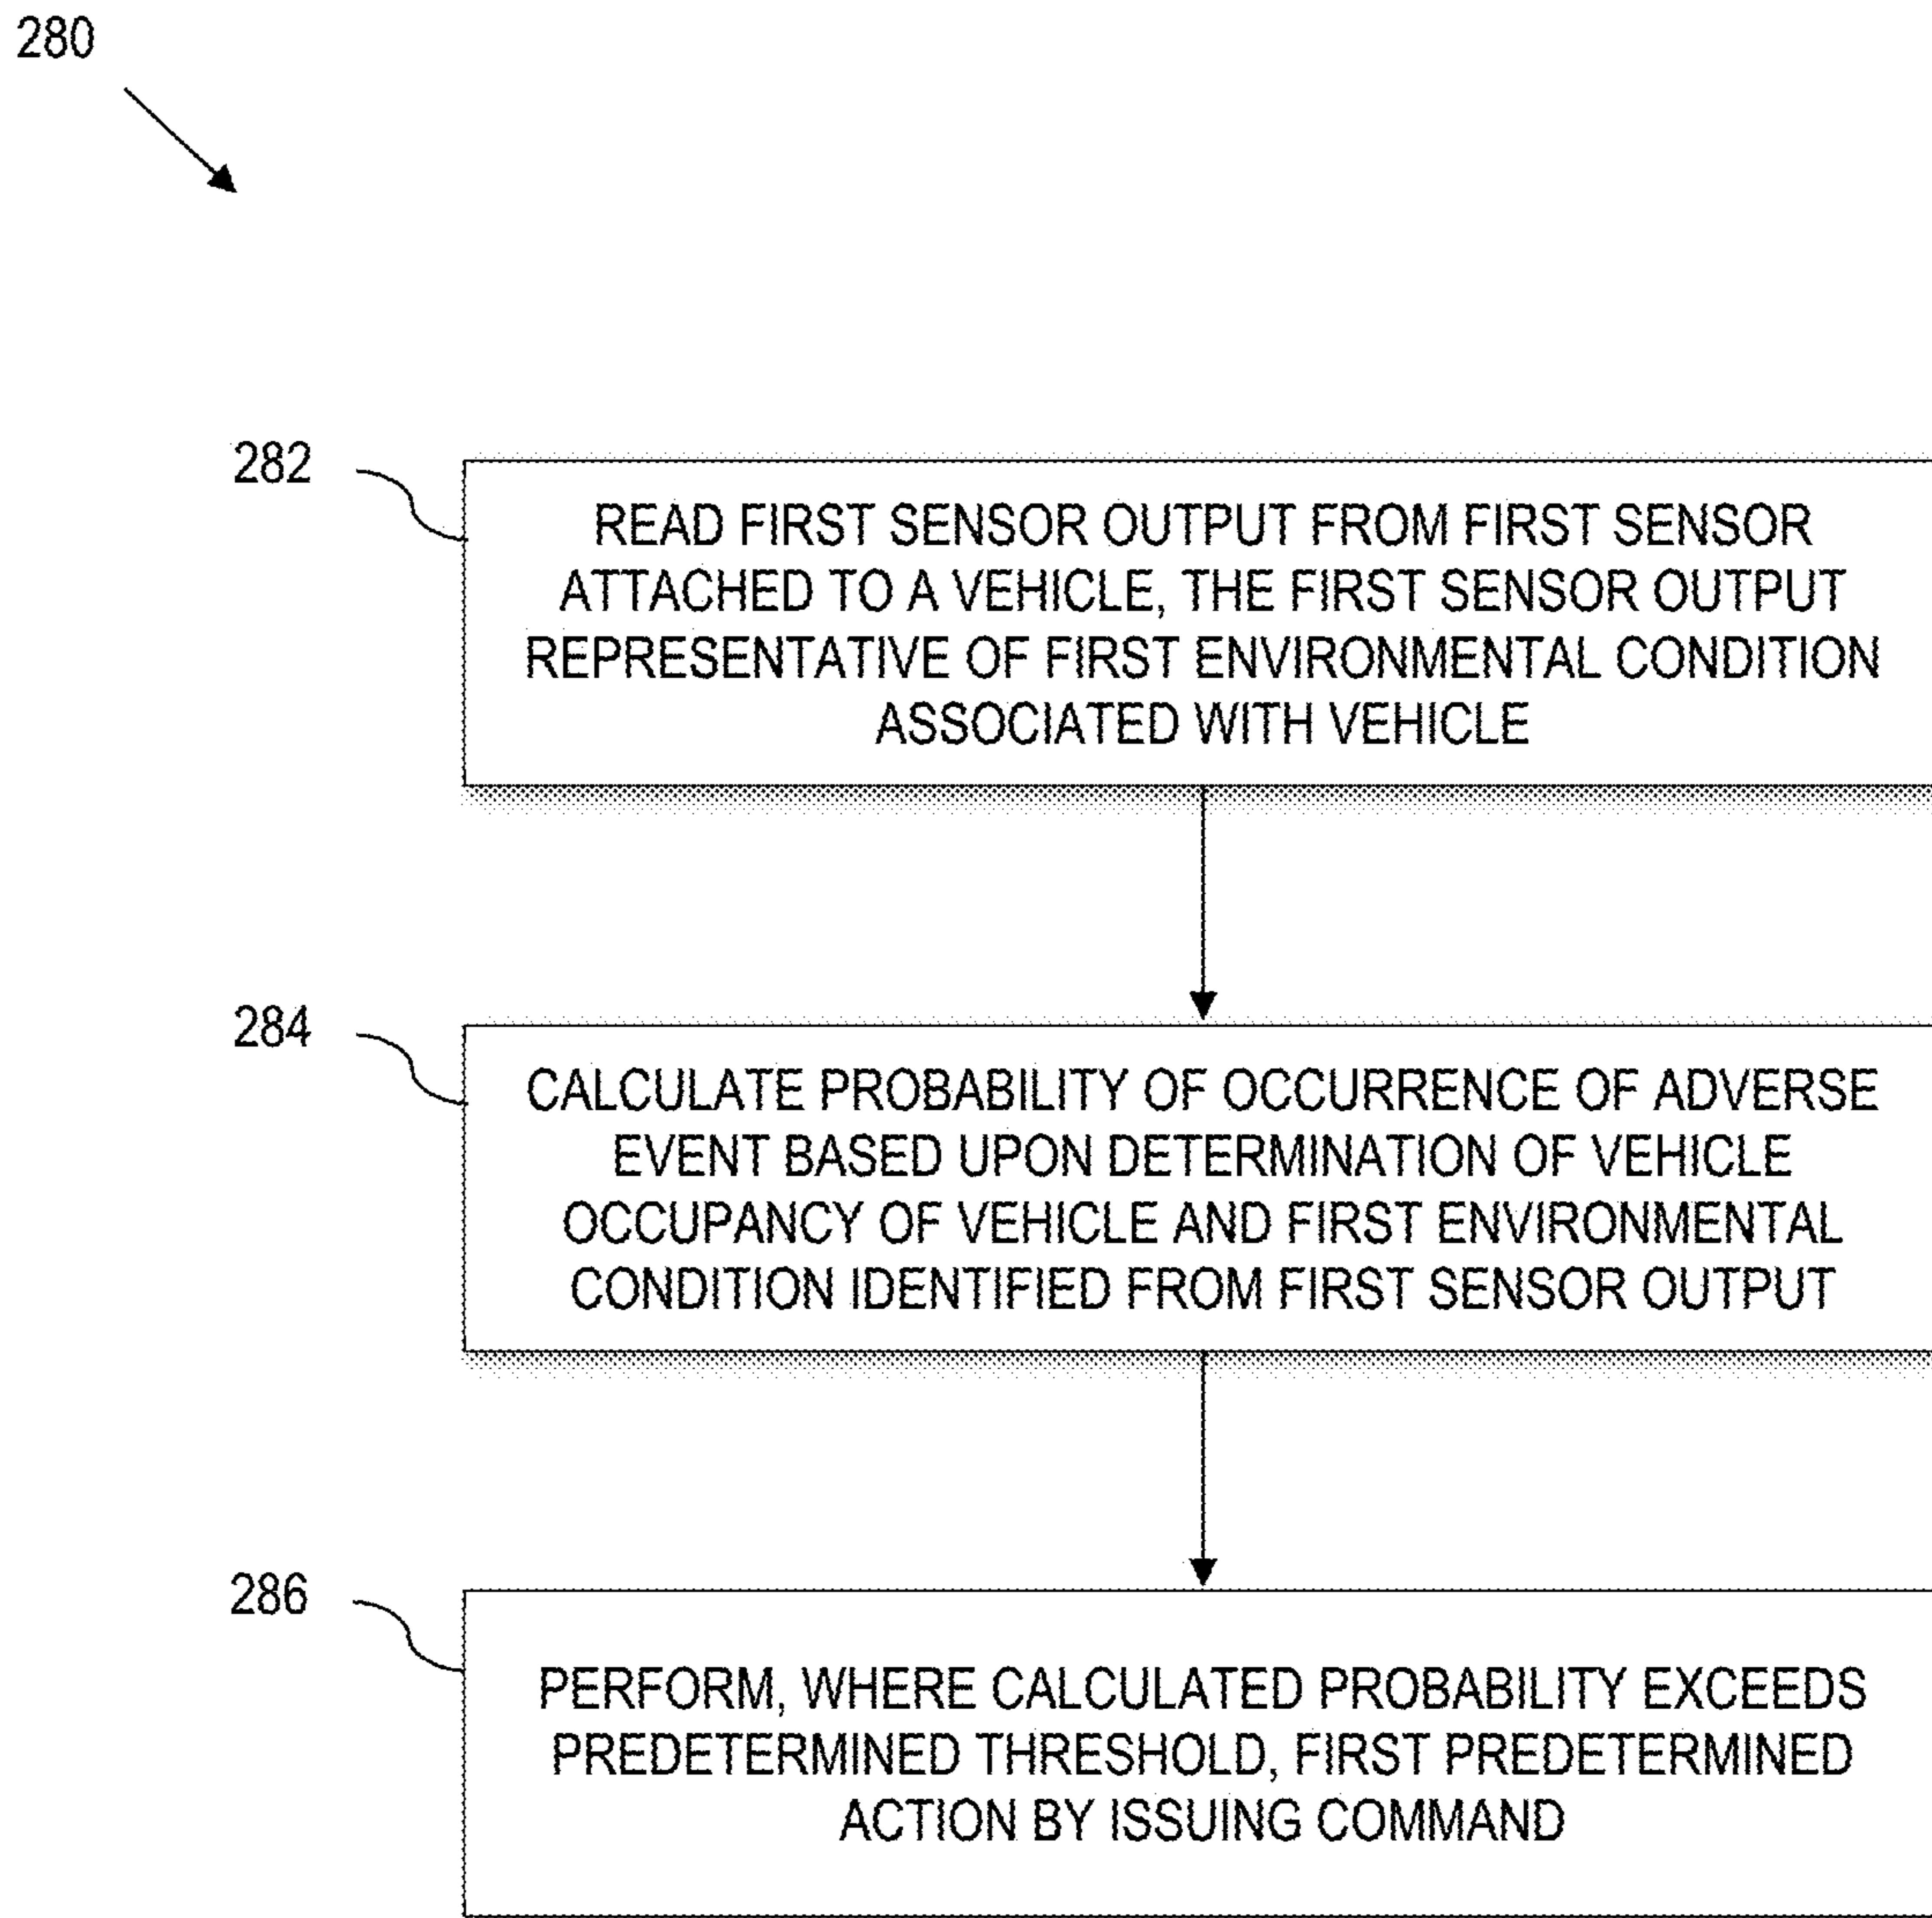 280
282
READ FIRST SENSOR OUTPUT FROM FIRST SENSOR
ATTACHED TO A VEHICLE, THE FIRST SENSOR OUTPUT
REPRESENTATIVE OF FIRST ENVIRONMENTAL CONDITION
ASSOCIATED WITH VEHICLE
284
CALCULATE PROBABILITY OF OCCURRENCE OF ADVERSE
EVENT BASED UPON DETERMINATION OF VEHICLE
OCCUPANCY OF VEHICLE AND FIRST ENVIRONMENTAL
CONDITION IDENTIFIED FROM FIRST SENSOR OUTPUT
286
PERFORM, WHERE CALCULATED PROBABILITY EXCEEDS
PREDETERMINED THRESHOLD, FIRST PREDETERMINED
ACTION BY ISSUING COMMAND